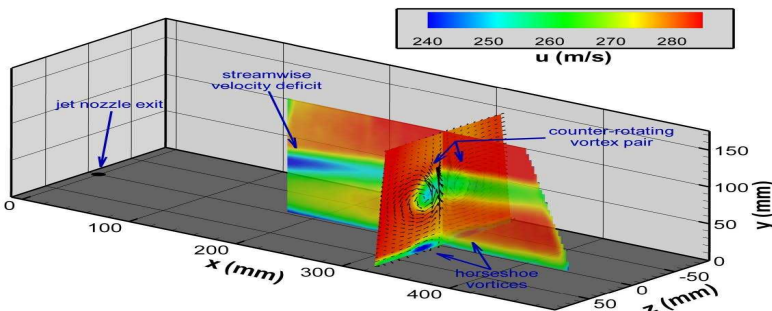 240 250 260 270 280
u (m/s)
streamwise
velocity deficit
jet nozzle exit
counter-rotating
vortex pair
150
100
50
0
y (mm)
0
100
200
300
400
x (mm)
horseshoe
vortices
50
0
-50
z (mm)